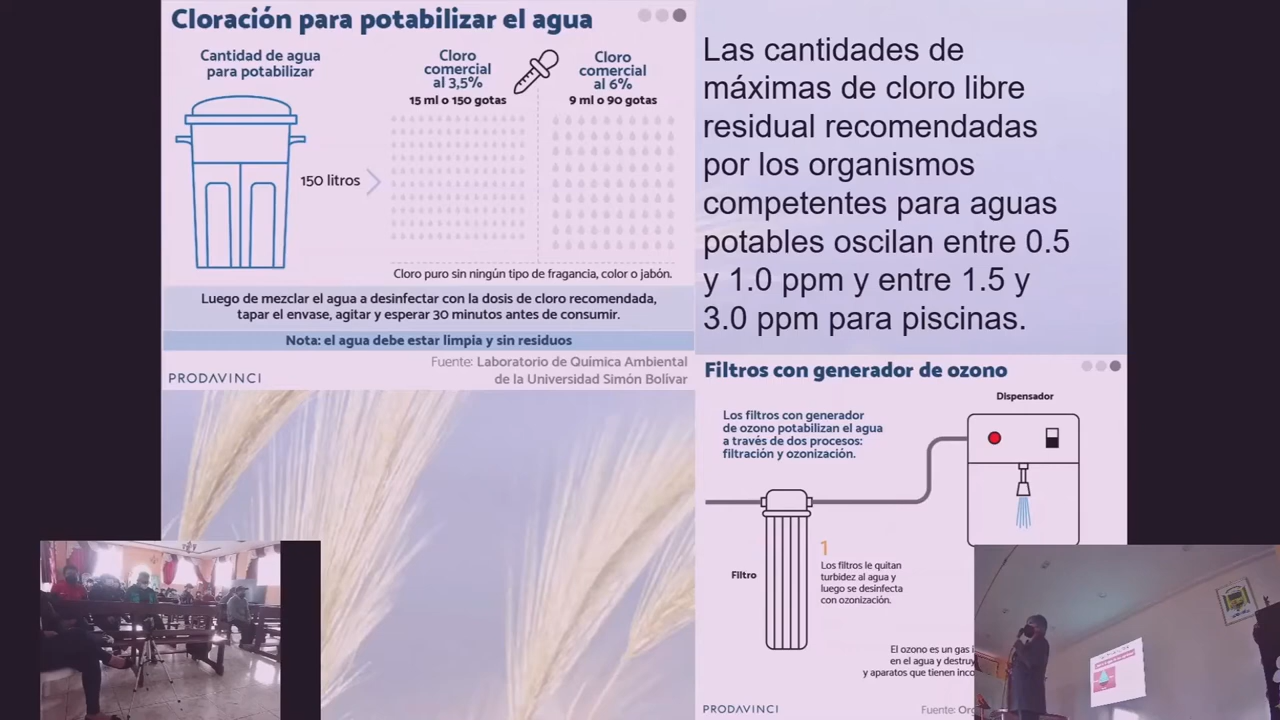 Cloración para potabilizar el agua
Cantidad de agua
para potabilizar
Cloro
comercial
al 3,5%
15 ml o 150 gotas
Cloro
comercial
al 6%
9 ml o 90 gotas
150 litros
Cloro puro sin ningún tipo de fragancia, color o jabón.
Luego de mezclar el agua a desinfectar con la dosis de cloro recomendada,
tapar el envase, agitar y esperar 30 minutos antes de consumir.
Nota: el agua debe estar limpia y sin residuos
Fuente: Laboratorio de Química Ambiental
de la Universidad Simón Bolívar
PRODAVINCI
Las cantidades de
máximas de cloro libre
residual recomendadas
por los organismos
competentes para aguas
potables oscilan entre 0.5
y 1.0 ppm y entre 1.5 y
3.0 ppm para piscinas.
Filtros con generador de ozono
Dispensador
Los filtros con generador
de ozono potabilizan el agua
a través de dos procesos:
filtración y ozonización.
Filtro
1
Los filtros le quitan
turbidez al agua y
luego se desinfecta
con ozonización.
El ozono es un gas
en el agua y destruy
y aparatos que tienen inco
PRODAVINCI
Fuente: Or